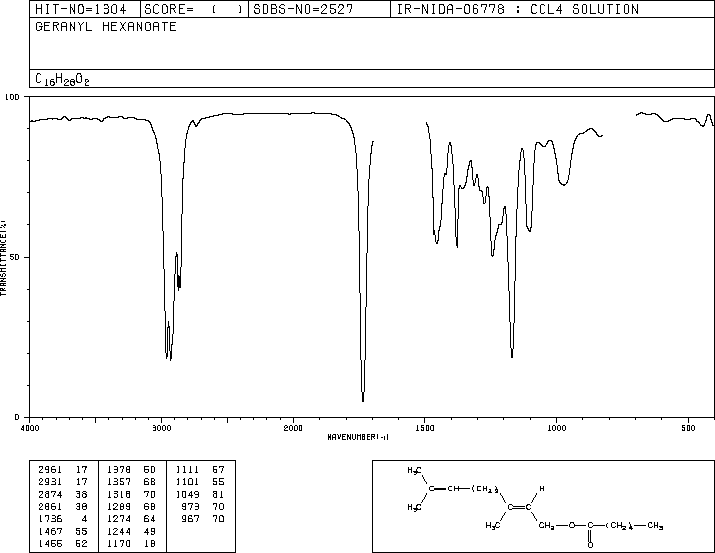 HIT-NO=1304 SCORE= ( ) SDBS-NO=2527 IR-NIDA-06778 : CCL4 SOLUTION
GERANYL HEXANOATE
C16H28O2
100
50
0
TRANSMITTANCE(%)
4000 3000 2000 1500 1000 500
WAVENUMBER(-1)
2961 17 1378 50 1111 57
2931 17 1357 68 1101 55
2874 38 1318 70 1049 81
2861 38 1289 68 973 70
1736 4 1274 64 967 70
1467 55 1244 49
1456 52 1170 18
H3C
C CH (CH2)2 H
H3C C C
H3C CH2 O C (CH2)4 CH3
O